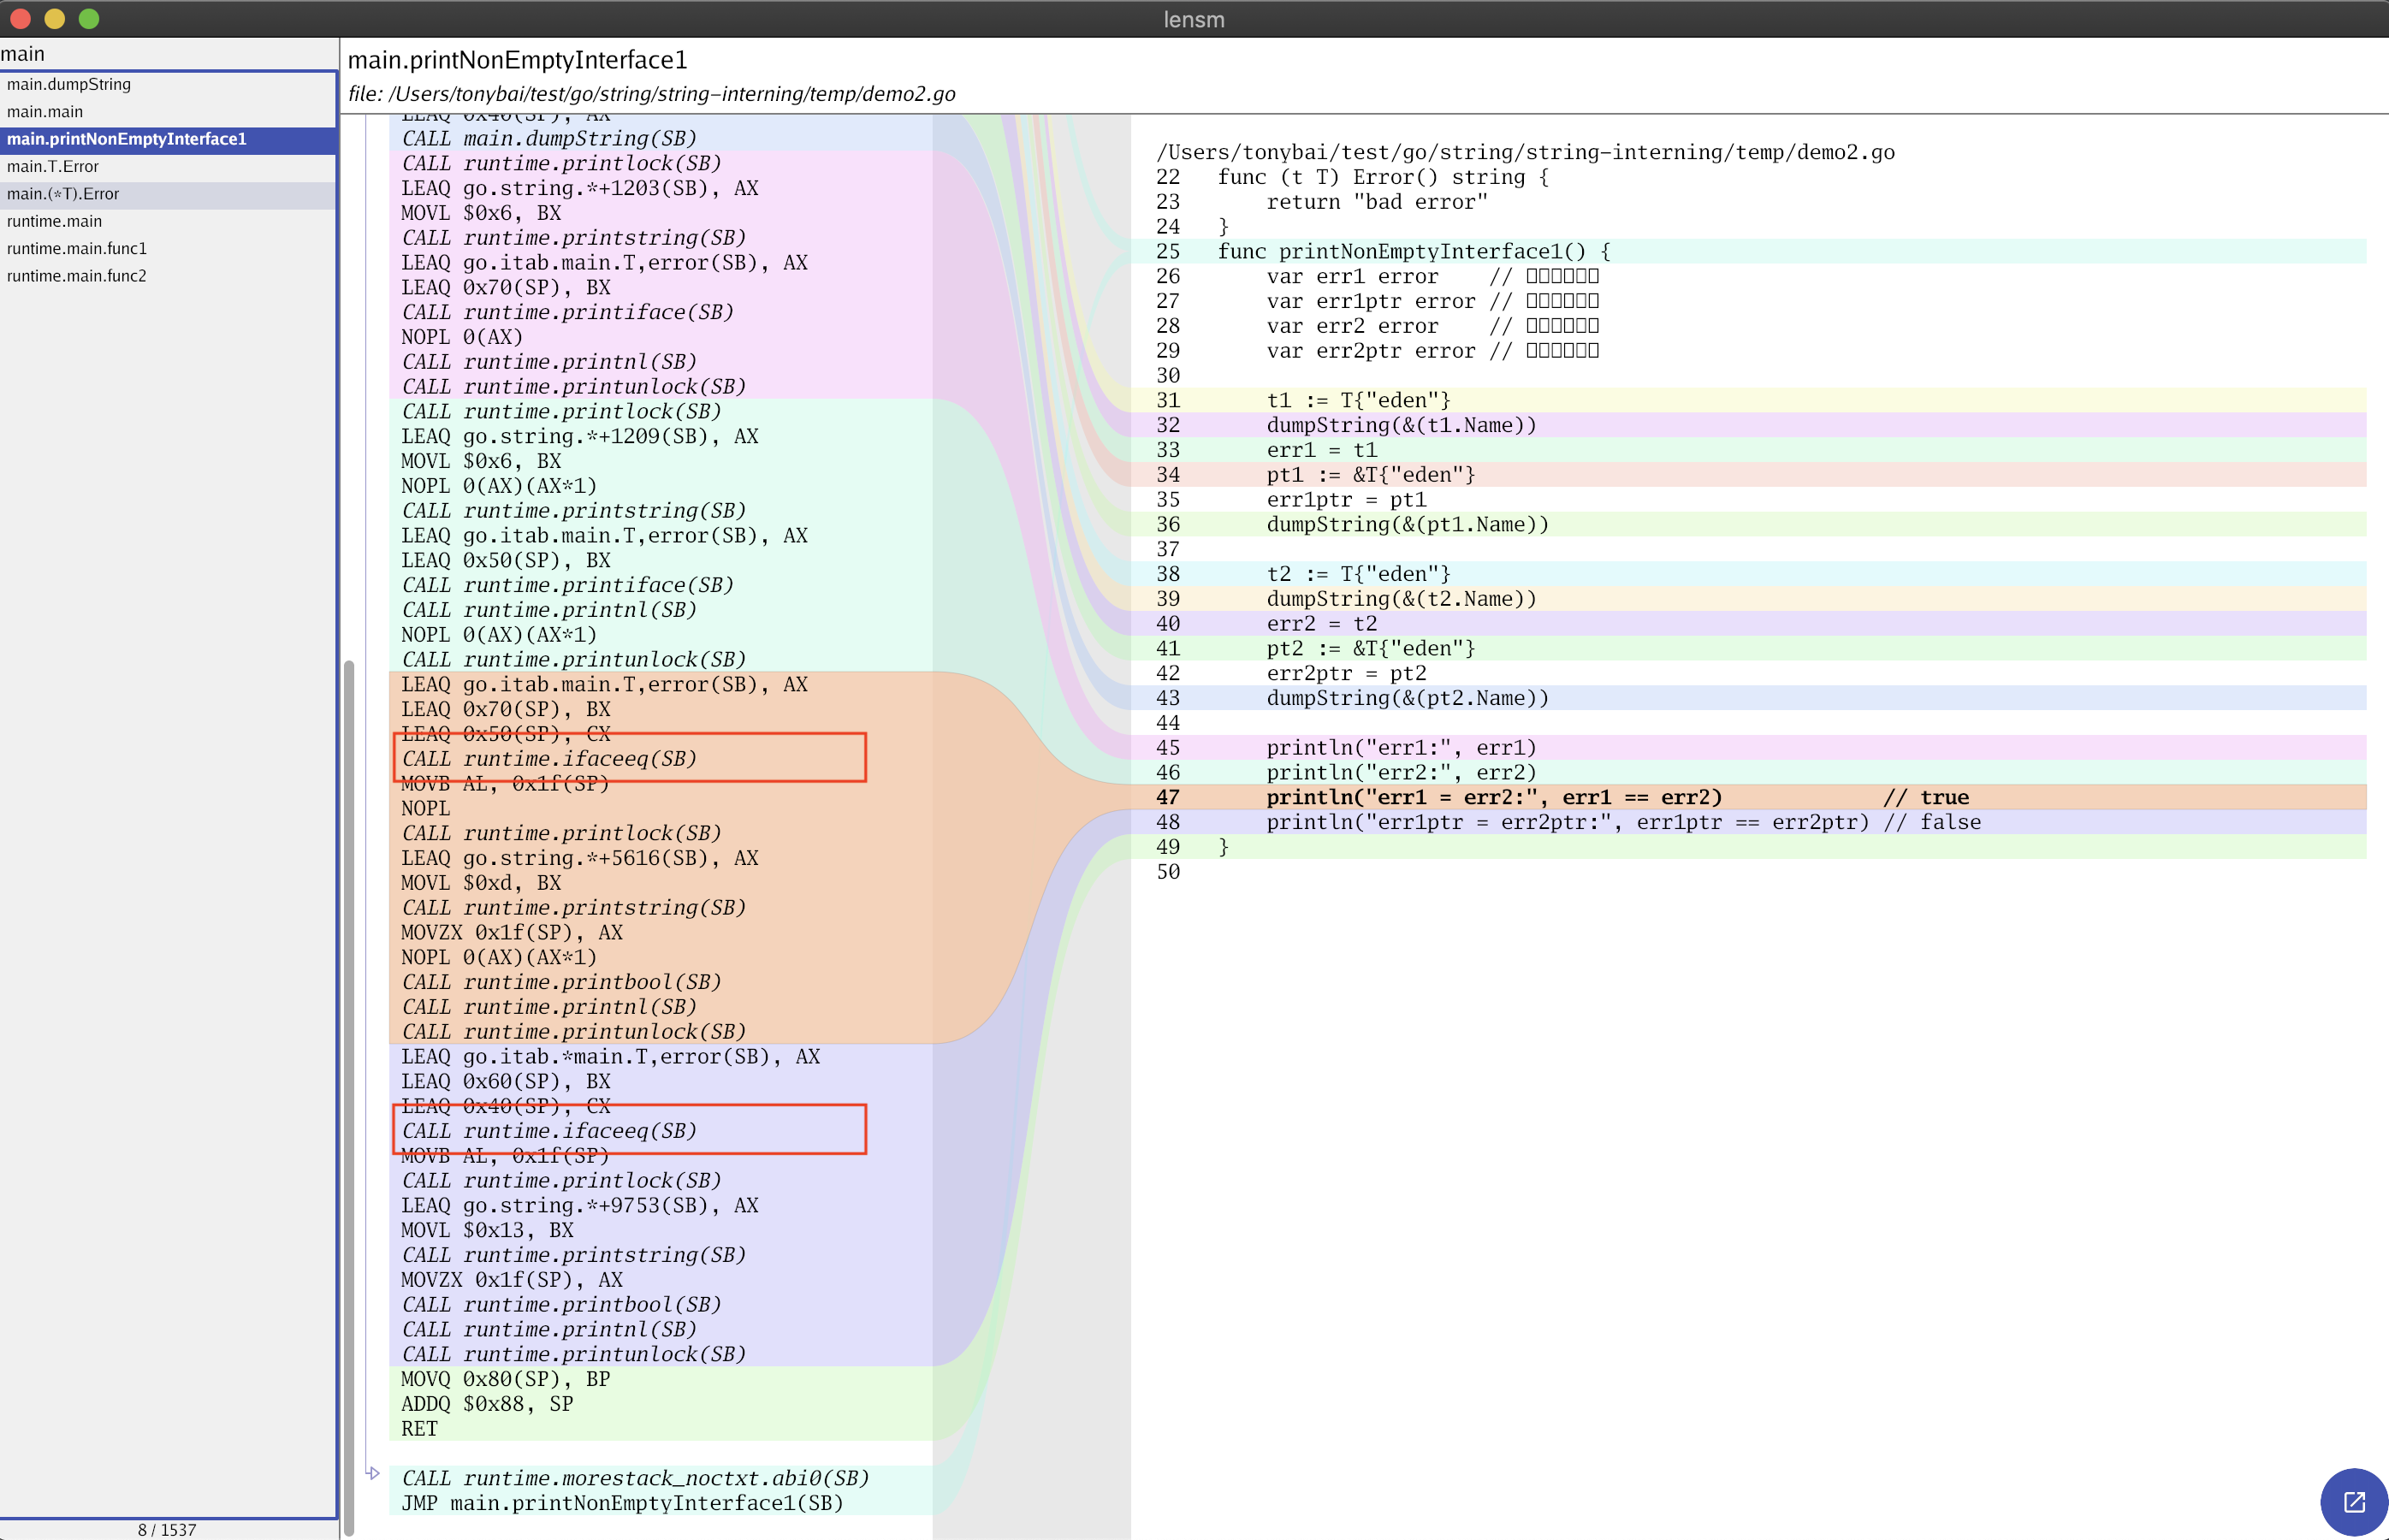 lensm
main
main.dumpString
main.main
main.printNonEmptyInterface1
main.T.Error
main.(*T).Error
runtime.main
runtime.main.func1
runtime.main.func2
8 / 1537
main.printNonEmptyInterface1
file: /Users/tonybai/test/go/string/string-interning/temp/demo2.go
LEAQ 0x40(SP), AX
CALL main.dumpString(SB)
CALL runtime.printlock(SB)
LEAQ go.string.*+1203(SB), AX
MOVL $0x6, BX
CALL runtime.printstring(SB)
LEAQ go.itab.main.T,error(SB), AX
LEAQ 0x70(SP), BX
CALL runtime.printiface(SB)
NOPL 0(AX)
CALL runtime.printnl(SB)
CALL runtime.printunlock(SB)
CALL runtime.printlock(SB)
LEAQ go.string.*+1209(SB), AX
MOVL $0x6, BX
NOPL 0(AX)(AX*1)
CALL runtime.printstring(SB)
LEAQ go.itab.main.T,error(SB), AX
LEAQ 0x50(SP), BX
CALL runtime.printiface(SB)
CALL runtime.printnl(SB)
NOPL 0(AX)(AX*1)
CALL runtime.printunlock(SB)
LEAQ go.itab.main.T,error(SB), AX
LEAQ 0x70(SP), BX
LEAQ 0x50(SP), CX
CALL runtime.ifaceeq(SB)
MOVB AL, 0x1f(SP)
NOPL
CALL runtime.printlock(SB)
LEAQ go.string.*+5616(SB), AX
MOVL $0xd, BX
CALL runtime.printstring(SB)
MOVZX 0x1f(SP), AX
NOPL 0(AX)(AX*1)
CALL runtime.printbool(SB)
CALL runtime.printnl(SB)
CALL runtime.printunlock(SB)
LEAQ go.itab.*main.T,error(SB), AX
LEAQ 0x60(SP), BX
LEAQ 0x40(SP), CX
CALL runtime.ifaceeq(SB)
MOVB AL, 0x1f(SP)
CALL runtime.printlock(SB)
LEAQ go.string.*+9753(SB), AX
MOVL $0x13, BX
CALL runtime.printstring(SB)
MOVZX 0x1f(SP), AX
CALL runtime.printbool(SB)
CALL runtime.printnl(SB)
CALL runtime.printunlock(SB)
MOVQ 0x80(SP), BP
ADDQ $0x88, SP
RET
CALL runtime.morestack_noctxt.abi0(SB)
JMP main.printNonEmptyInterface1(SB)
/Users/tonybai/test/go/string/string-interning/temp/demo2.go
22 func (t T) Error() string {
23 return "bad error"
24 }
25 func printNonEmptyInterface1() {
26 var err1 error // □□□□□□
27 var err1ptr error // □□□□□□
28 var err2 error // □□□□□□
29 var err2ptr error // □□□□□□
30
31 t1 := T{"eden"}
32 dumpString(&(t1.Name))
33 err1 = t1
34 pt1 := &T{"eden"}
35 err1ptr = pt1
36 dumpString(&(pt1.Name))
37
38 t2 := T{"eden"}
39 dumpString(&(t2.Name))
40 err2 = t2
41 pt2 := &T{"eden"}
42 err2ptr = pt2
43 dumpString(&(pt2.Name))
44
45 println("err1:", err1)
46 println("err2:", err2)
47 println("err1 = err2:", err1 == err2) // true
48 println("err1ptr = err2ptr:", err1ptr == err2ptr) // false
49 }
50